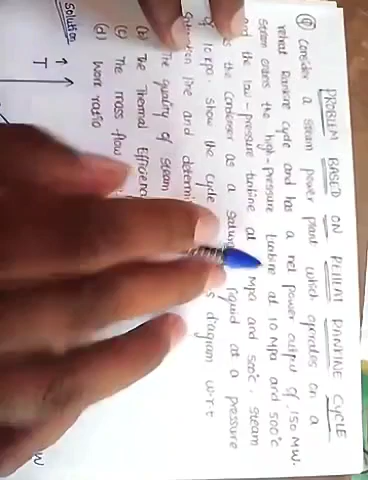 PROBLEM BASED ON REHEAT RANKINE CYCLE
Q Consider a steam power plant which operates on a
reheat Rankine cycle and has a net power output of 150 MW.
Steam enters the high-pressure turbine at 10 Mpa and 500°c
and the low-pressure turbine at Mpa and 500°c. Steam
the Condenser as a liquid at a pressure
of 10 kpa. Show the cycle diagram w.r.t
line and
The quality of steam
(b) The Thermal
(c) The mass-flow
(d) Work ratio
Solution
T